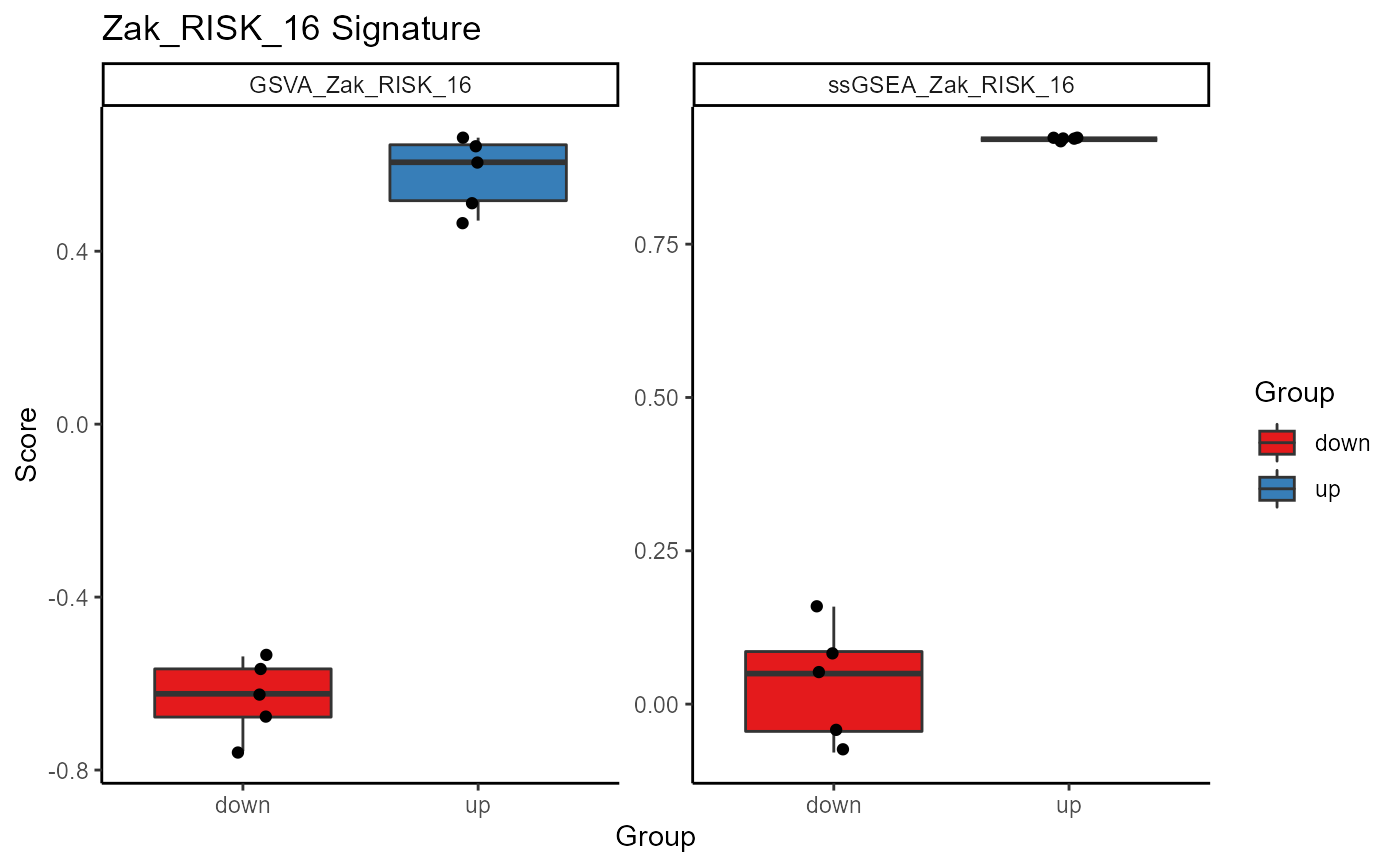 Zak_RISK_16 Signature
GSVA_Zak_RISK_16
ssGSEA_Zak_RISK_16
Score
0.4
0.0
-0.4
-0.8
down
up
0.75
0.50
0.25
0.00
down
up
Group
Group
down
up